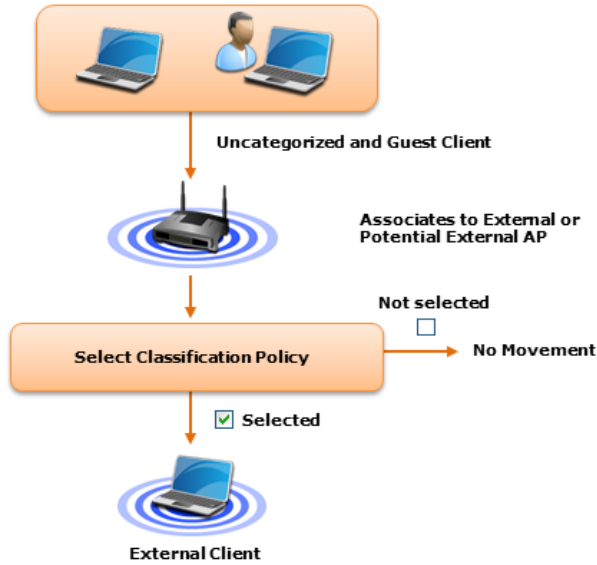 Uncategorized and Guest Client
Associates to External or
Potential External AP
Not selected
Select Classification Policy
No Movement
Selected
External Client